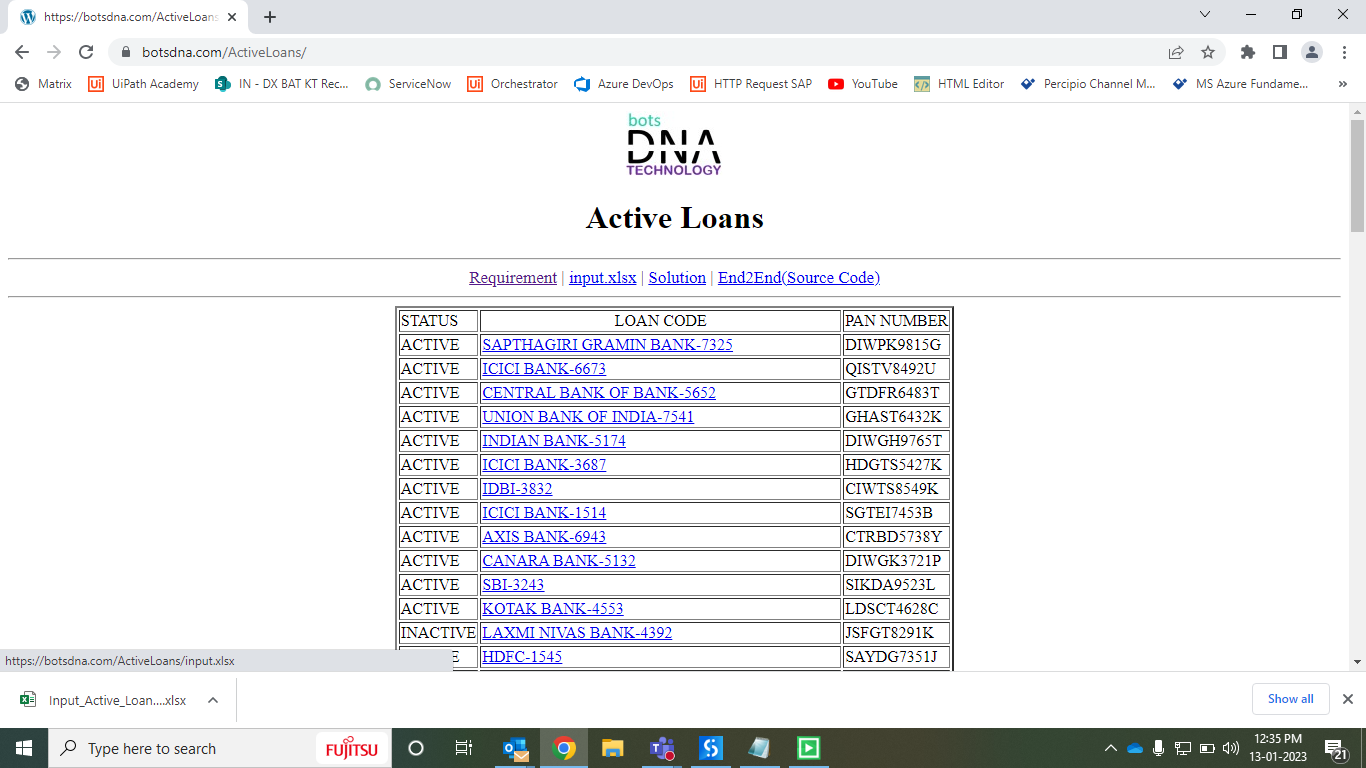 https://botsdna.com/ActiveLoans
botsdna.com/ActiveLoans/
Matrix UiPath Academy IN - DX BAT KT Rec... ServiceNow Orchestrator Azure DevOps HTTP Request SAP YouTube HTML Editor Percipio Channel M... MS Azure Fundame... »
bots
DNA
TECHNOLOGY
Active Loans
Requirement | input.xlsx | Solution | End2End(Source Code)
STATUS LOAN CODE PAN NUMBER
ACTIVE SAPTHAGIRI GRAMIN BANK-7325 DIWPK9815G
ACTIVE ICICI BANK-6673 QISTV8492U
ACTIVE CENTRAL BANK OF BANK-5652 GTDFR6483T
ACTIVE UNION BANK OF INDIA-7541 GHAST6432K
ACTIVE INDIAN BANK-5174 DIWGH9765T
ACTIVE ICICI BANK-3687 HDGTS5427K
ACTIVE IDBI-3832 CIWTS8549K
ACTIVE ICICI BANK-1514 SGTEI7453B
ACTIVE AXIS BANK-6943 CTRBD5738Y
ACTIVE CANARA BANK-5132 DIWGK3721P
ACTIVE SBI-3243 SIKDA9523L
ACTIVE KOTAK BANK-4553 LDSCT4628C
INACTIVE LAXMI NIVAS BANK-4392 JSFGT8291K
E HDFC-1545 SAYDG7351J
https://botsdna.com/ActiveLoans/input.xlsx
Input_Active_Loan....xlsx Show all
Type here to search FUJITSU 12:35 PM
13-01-2023 21